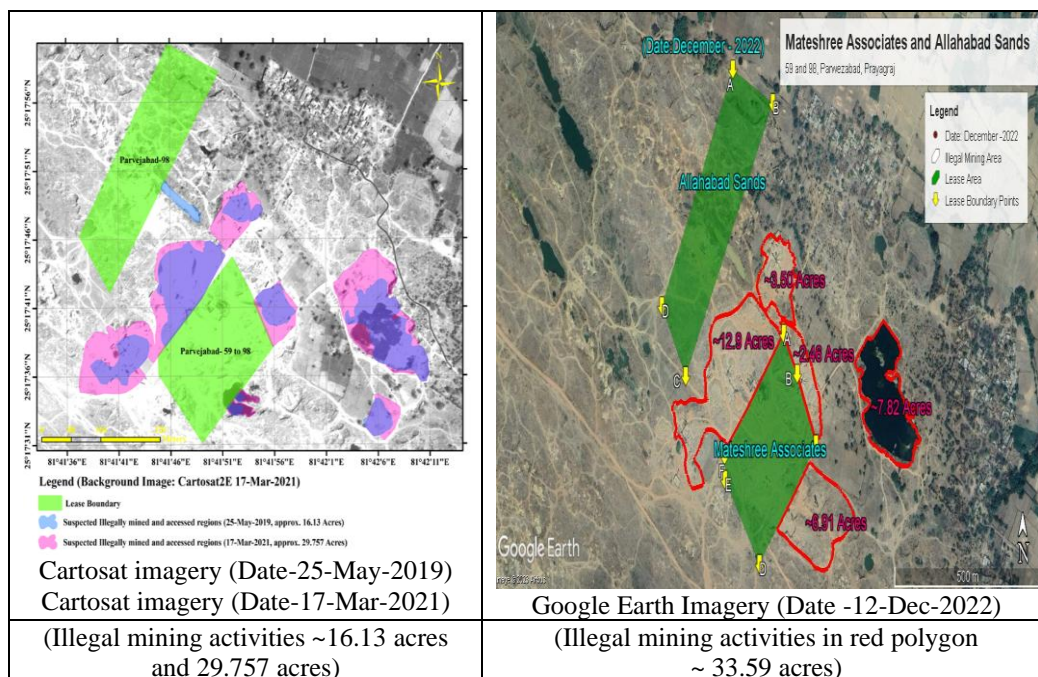 N
25°17'56"N
25°17'51"N
25°17'46"N
25°17'41"N
25°17'36"N
25°17'31"N
Parvejabad-98
Parvejabad- 59 to 98
81°41'36"E 81°41'41"E 81°41'46"E 81°41'51"E 81°41'56"E 81°42'1"E 81°42'6"E 81°42'11"E
Legend (Background Image: Cartosat2E 17-Mar-2021)
Lease Boundary
Suspected Illegally mined and accessed regions (25-May-2019, approx. 16.13 Acres)
Suspected Illegally mined and accessed regions (17-Mar-2021, approx. 29.757 Acres)
Cartosat imagery (Date-25-May-2019)
Cartosat imagery (Date-17-Mar-2021)
(Illegal mining activities ~16.13 acres
and 29.757 acres)
(Date:December - 2022)
Mateshree Associates and Allahabad Sands
59 and 98, Parwezabad, Prayagraj
Legend
Date: December -2022
Illegal Mining Area
Lease Area
Lease Boundary Points
A
B
Allahabad Sands
D
C
~3.50 Acres
~12.9 Acres
A
~2.46 Acres
B
~7.82 Acres
Mateshree Associates
F
E
~6.91 Acres
D
Google Earth
N
500 m
Google Earth Imagery (Date -12-Dec-2022)
(Illegal mining activities in red polygon
~ 33.59 acres)